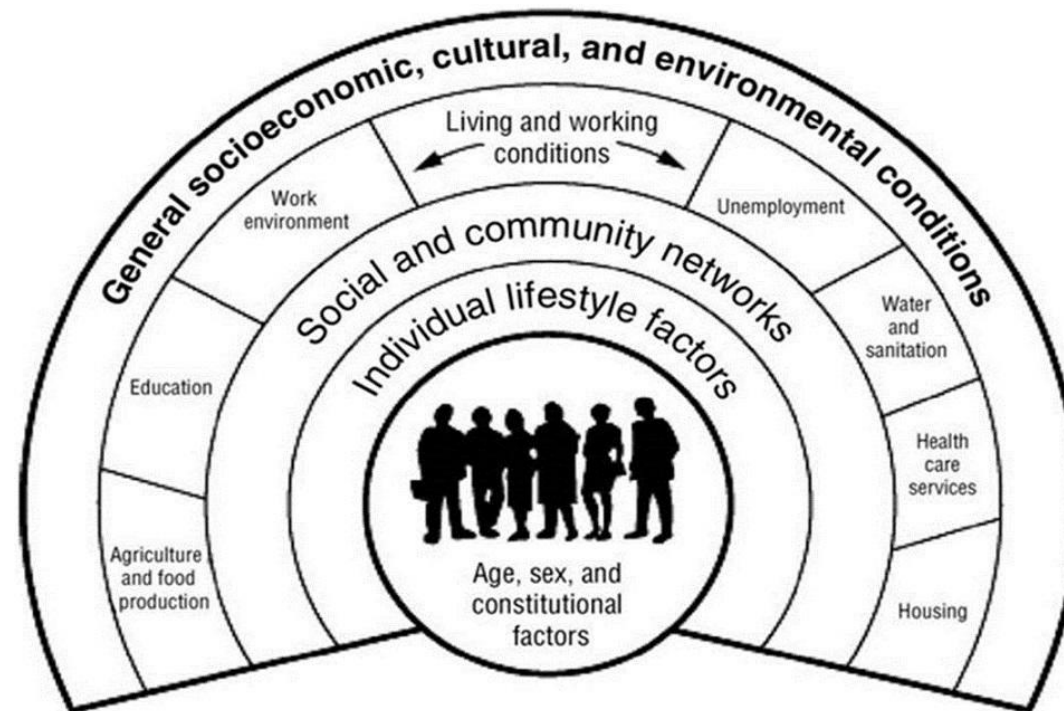 General socioeconomic, cultural, and environmental conditions
Living and working
conditions
Work
environment
Unemployment
Social and community networks
Individual lifestyle factors
Education
Water
and
sanitation
Agriculture
and food
production
Health
care
services
Housing
Age, sex, and
constitutional
factors